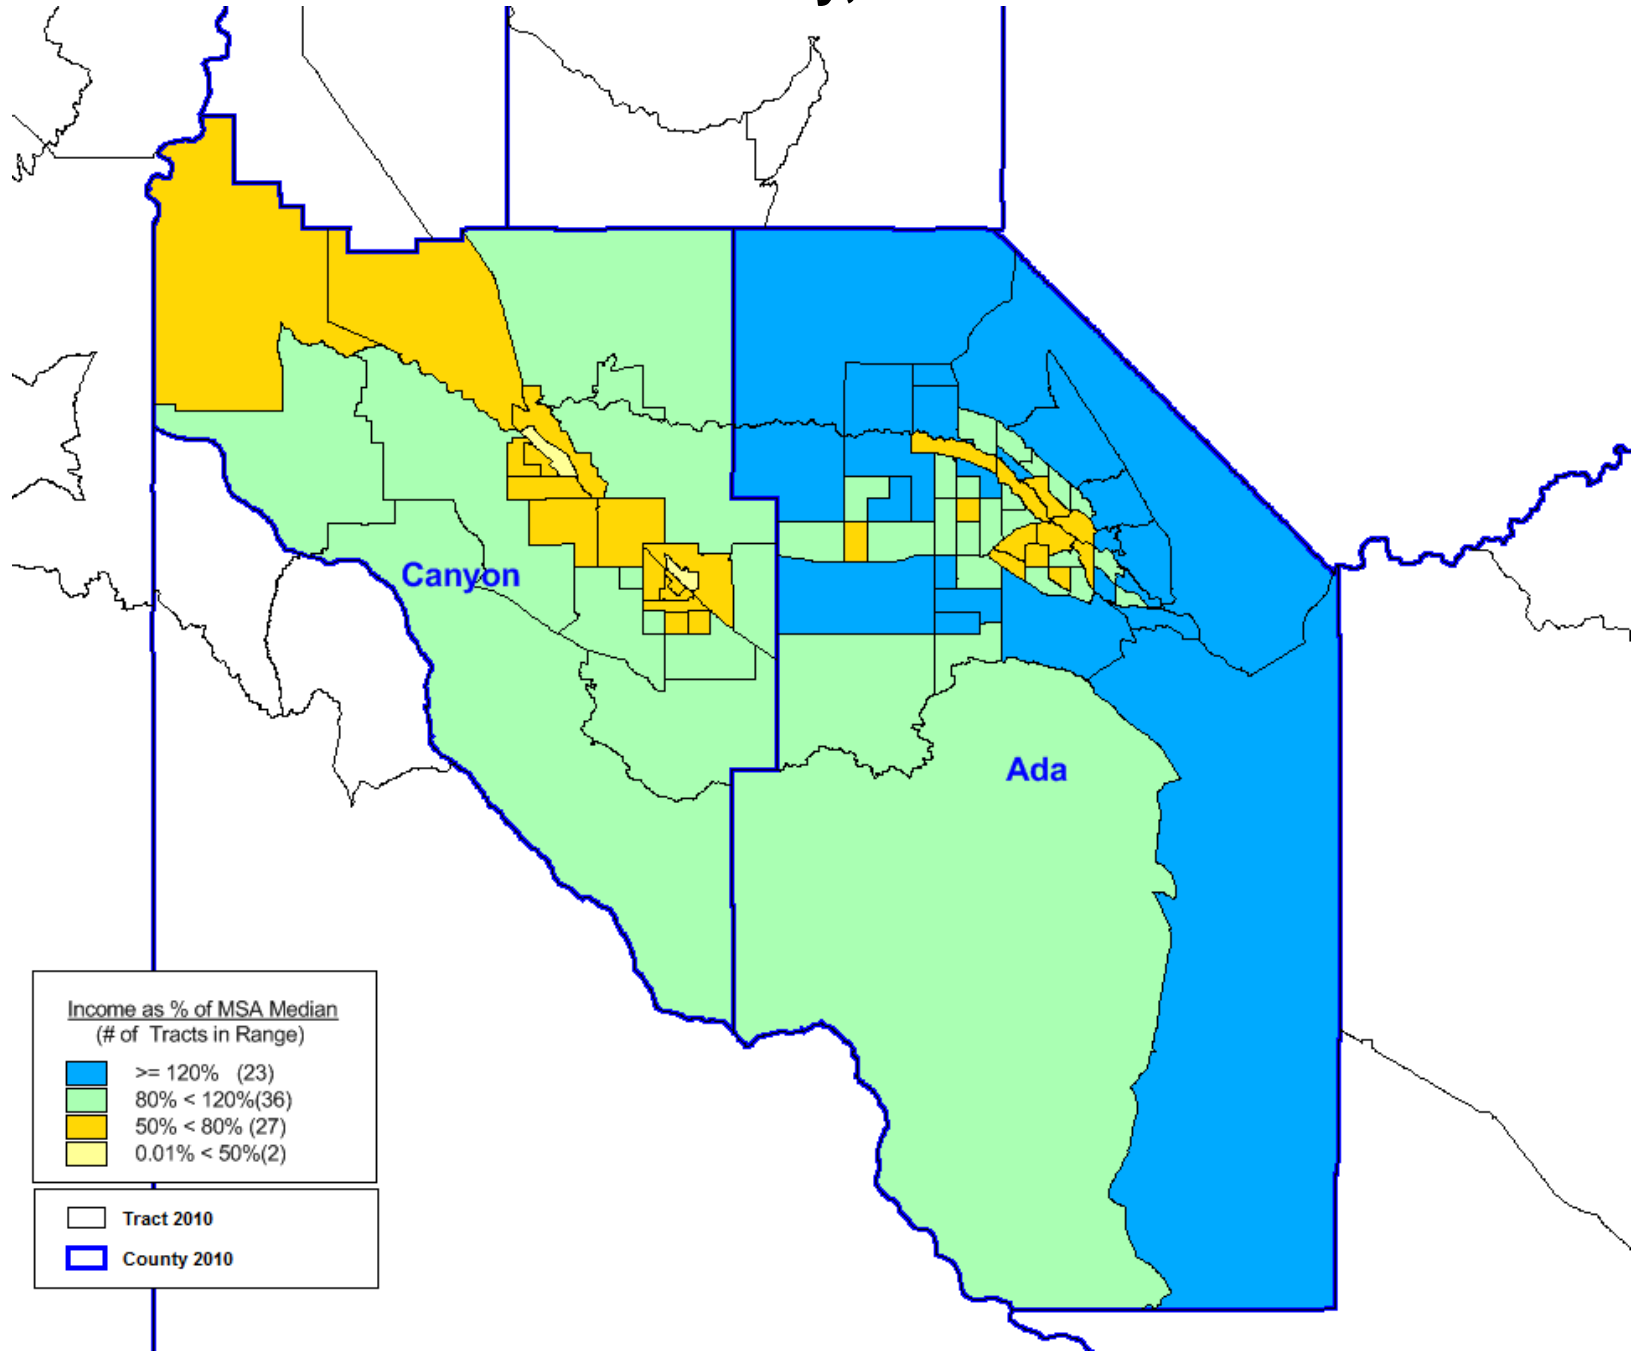 Canyon
Ada
Income as % of MSA Median
(# of Tracts in Range)
>= 120% (23)
80% < 120%(36)
50% < 80% (27)
0.01% < 50%(2)
Tract 2010
County 2010